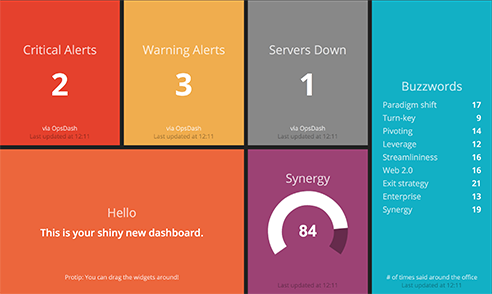 Critical Alerts
2
via OpsDash
Last updated at 12:11
Warning Alerts
3
via OpsDash
Last updated at 12:11
Servers Down
1
via OpsDash
Last updated at 12:11
Buzzwords
Paradigm shift 17
Turn-key 9
Pivoting 14
Leverage 12
Streamlininess 16
Web 2.0 16
Exit strategy 21
Enterprise 13
Synergy 19
# of times said around the office
Last updated at 12:11
Hello
This is your shiny new dashboard.
Protip: You can drag the widgets around!
Synergy
84
Last updated at 12:11